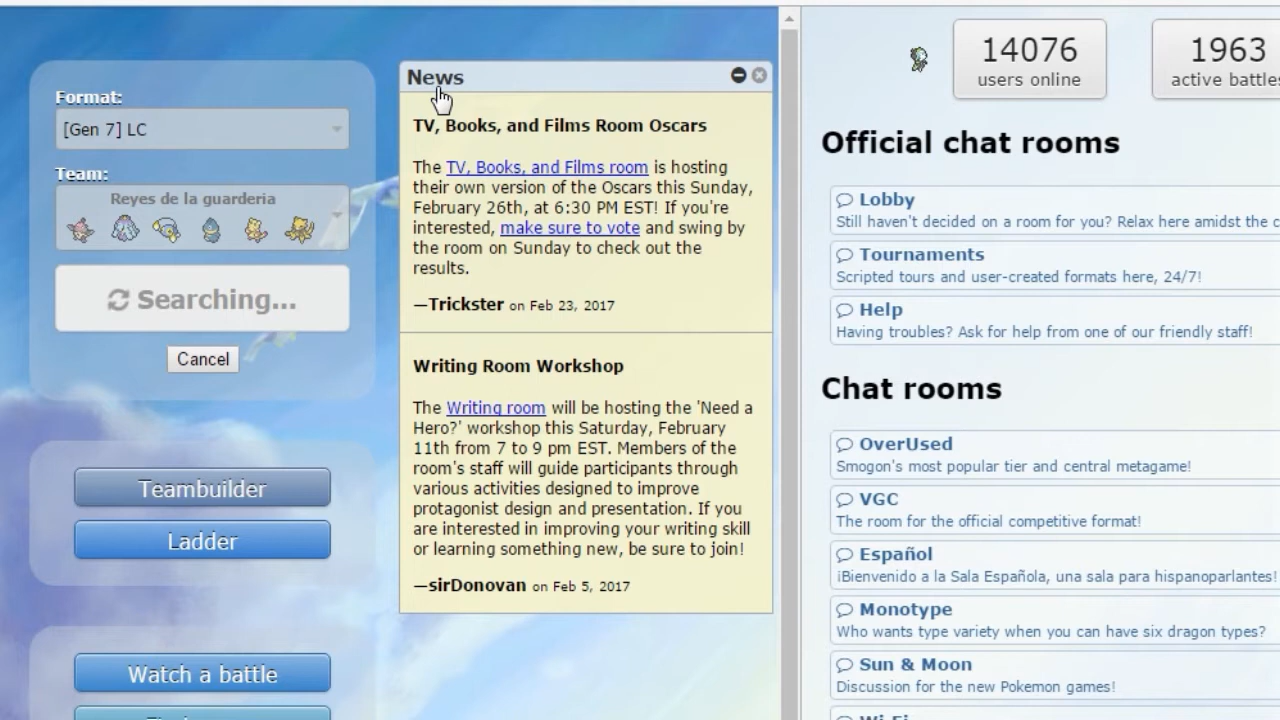 Format:
[Gen 7] LC
Team:
Reyes de la guarderia
Searching...
Cancel
Teambuilder
Ladder
Watch a battle
News
TV, Books, and Films Room Oscars
The TV, Books, and Films room is hosting
their own version of the Oscars this Sunday,
February 26th, at 6:30 PM EST! If you're
interested, make sure to vote and swing by
the room on Sunday to check out the
results.
—Trickster on Feb 23, 2017
Writing Room Workshop
The Writing room will be hosting the 'Need a
Hero?' workshop this Saturday, February
11th from 7 to 9 pm EST. Members of the
room's staff will guide participants through
various activities designed to improve
protagonist design and presentation. If you
are interested in improving your writing skill
or learning something new, be sure to join!
—sirDonovan on Feb 5, 2017
14076
users online
1963
active battles
Official chat rooms
Lobby
Still haven't decided on a room for you? Relax here amidst the c
Tournaments
Scripted tours and user-created formats here, 24/7!
Help
Having troubles? Ask for help from one of our friendly staff!
Chat rooms
OverUsed
Smogon's most popular tier and central metagame!
VGC
The room for the official competitive format!
Español
¡Bienvenido a la Sala Española, una sala para hispanoparlantes!
Monotype
Who wants type variety when you can have six dragon types?
Sun & Moon
Discussion for the new Pokemon games!